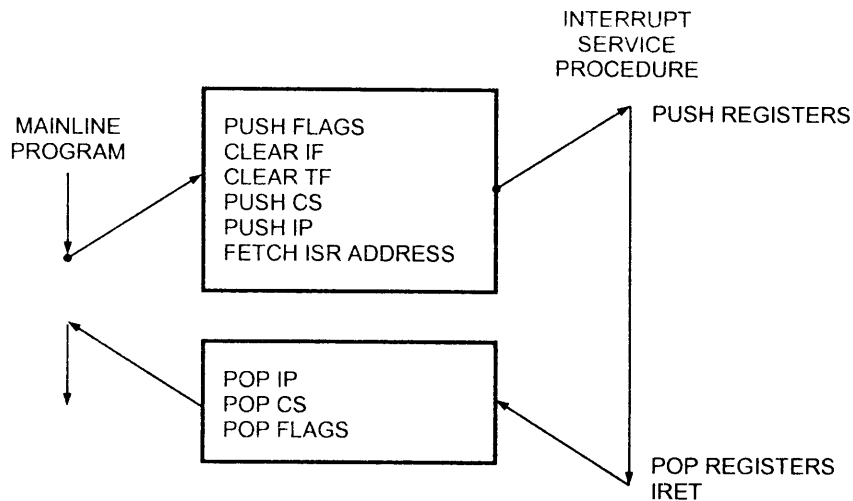 INTERRUPT
SERVICE
PROCEDURE
MAINLINE
PROGRAM
PUSH FLAGS
CLEAR IF
CLEAR TF
PUSH CS
PUSH IP
FETCH ISR ADDRESS
PUSH REGISTERS
POP IP
POP CS
POP FLAGS
POP REGISTERS
IRET